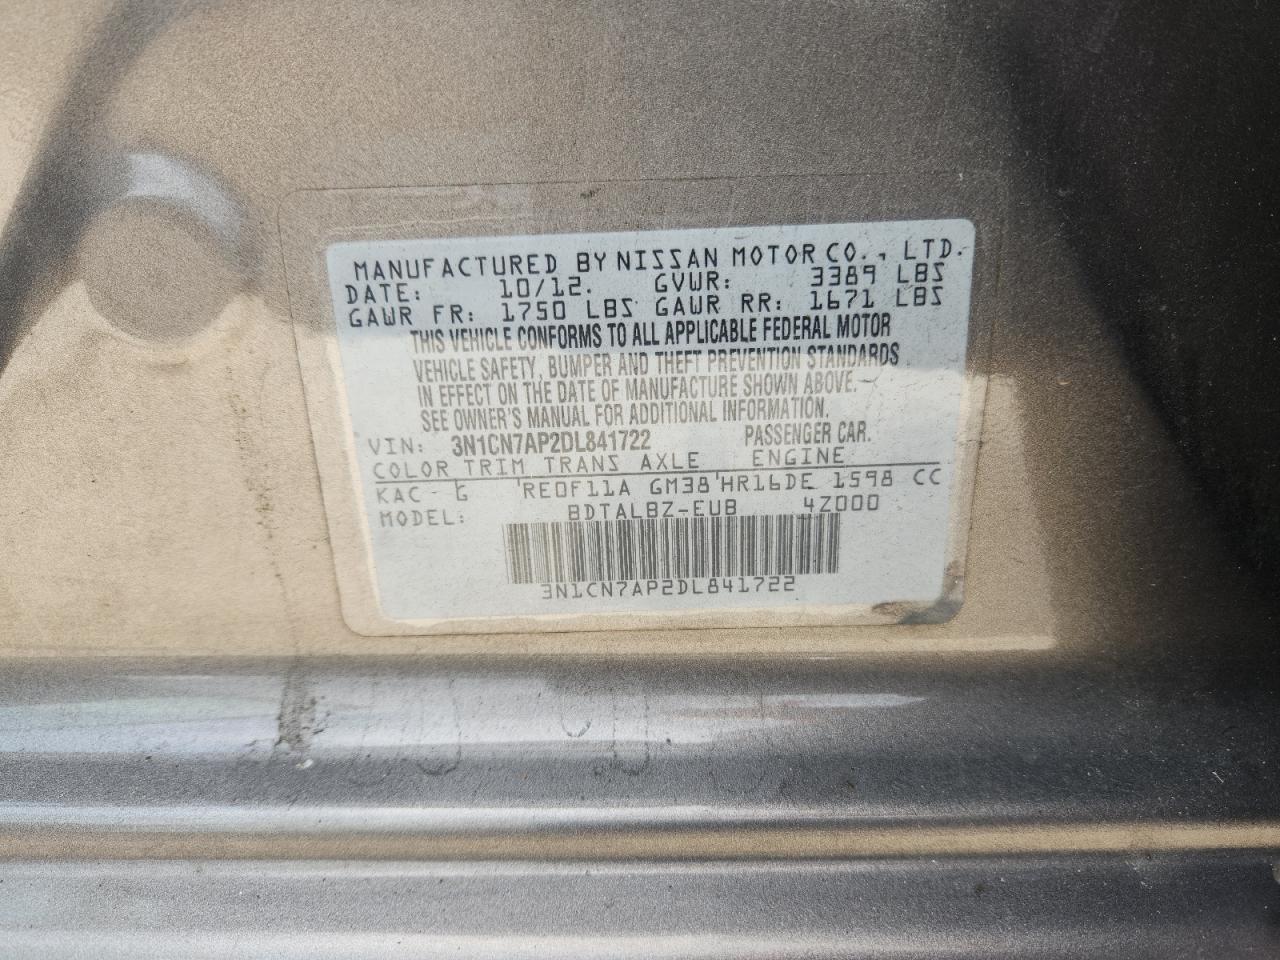 MANUFACTURED BY NISSAN MOTOR CO., LTD.
DATE: 10/12. GVWR: 3389 LBS
GAWR FR: 1750 LBS GAWR RR: 1671 LBS
THIS VEHICLE CONFORMS TO ALL APPLICABLE FEDERAL MOTOR
VEHICLE SAFETY, BUMPER AND THEFT PREVENTION STANDARDS
IN EFFECT ON THE DATE OF MANUFACTURE SHOWN ABOVE.
SEE OWNER'S MANUAL FOR ADDITIONAL INFORMATION.
VIN: 3N1CN7AP2DL841722 PASSENGER CAR.
COLOR TRIM TRANS AXLE ENGINE
KAC - G RE0F11A GM38 HR16DE 1598 CC
MODEL: BDTALBZ-EUB 4Z000
3N1CN7AP2DL841722